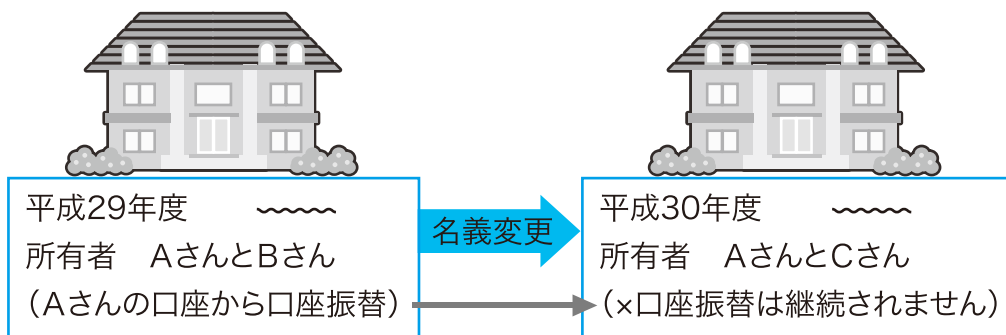 平成29年度
所有者 AさんとBさん
（Aさんの口座から口座振替）
名義変更
平成30年度
所有者 AさんとCさん
（×口座振替は継続されません）